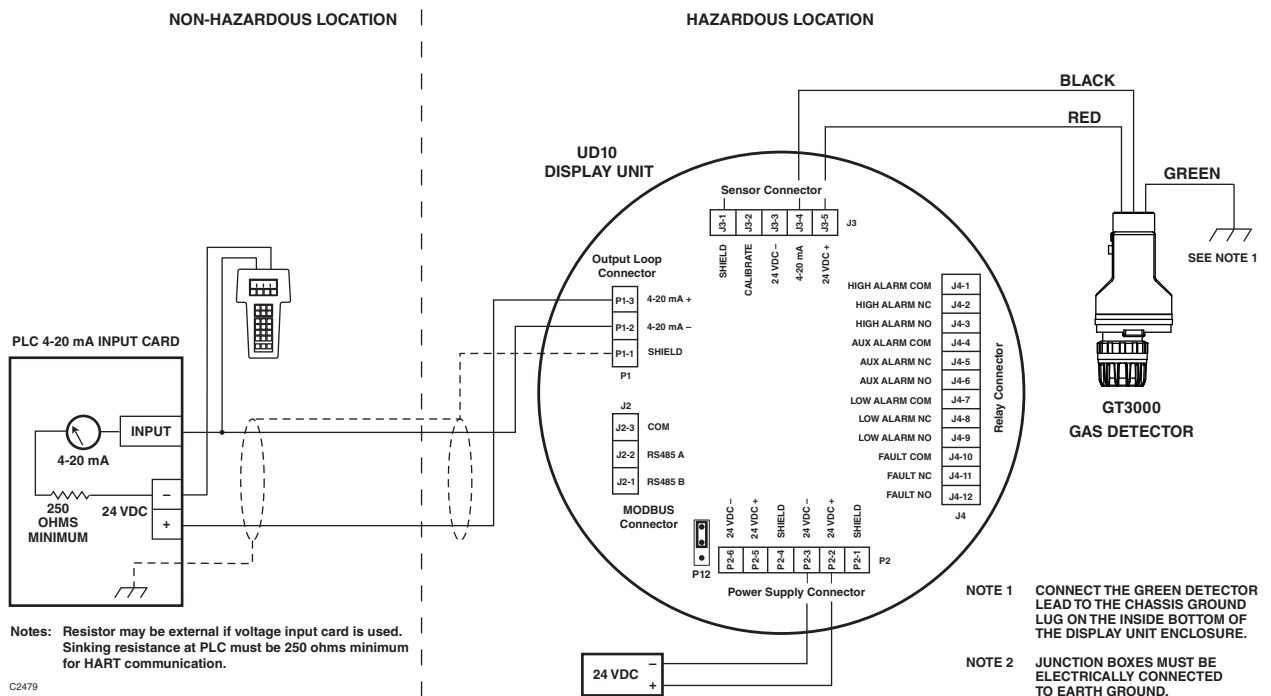 NON-HAZARDOUS LOCATION
HAZARDOUS LOCATION
BLACK
RED
GREEN
SEE NOTE 1
UD10
DISPLAY UNIT
Sensor Connector
J3-1
J3-2
J3-3
J3-4
J3-5
J3
SHIELD
CALIBRATE
24 VDC –
4-20 mA
24 VDC +
Output Loop
Connector
P1-3 4-20 mA +
P1-2 4-20 mA –
P1-1 SHIELD
P1
J2
J2-3 COM
J2-2 RS485 A
J2-1 RS485 B
MODBUS
Connector
HIGH ALARM COM J4-1
HIGH ALARM NC J4-2
HIGH ALARM NO J4-3
AUX ALARM COM J4-4
AUX ALARM NC J4-5
AUX ALARM NO J4-6
LOW ALARM COM J4-7
LOW ALARM NC J4-8
LOW ALARM NO J4-9
FAULT COM J4-10
FAULT NC J4-11
FAULT NO J4-12
J4
Relay Connector
GT3000
GAS DETECTOR
PLC 4-20 mA INPUT CARD
INPUT
4-20 mA
–
24 VDC
+
250
OHMS
MINIMUM
P12
24 VDC –
24 VDC +
SHIELD
24 VDC –
24 VDC +
SHIELD
P2-6
P2-5
P2-4
P2-3
P2-2
P2-1
P2
Power Supply Connector
24 VDC
–
+
Notes: Resistor may be external if voltage input card is used.
Sinking resistance at PLC must be 250 ohms minimum
for HART communication.
C2479
NOTE 1 CONNECT THE GREEN DETECTOR
LEAD TO THE CHASSIS GROUND
LUG ON THE INSIDE BOTTOM OF
THE DISPLAY UNIT ENCLOSURE.
NOTE 2 JUNCTION BOXES MUST BE
ELECTRICALLY CONNECTED
TO EARTH GROUND.